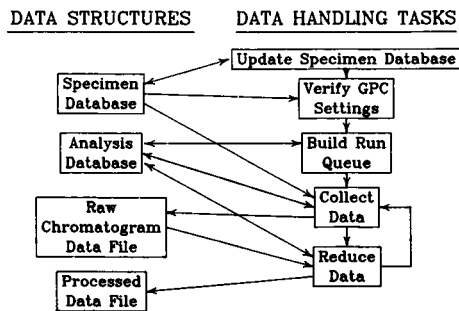 DATA STRUCTURES
DATA HANDLING TASKS
Update Specimen Database
Specimen
Database
Verify GPC
Settings
Analysis
Database
Build Run
Queue
Collect
Data
Raw
Chromatogram
Data File
Reduce
Data
Processed
Data File